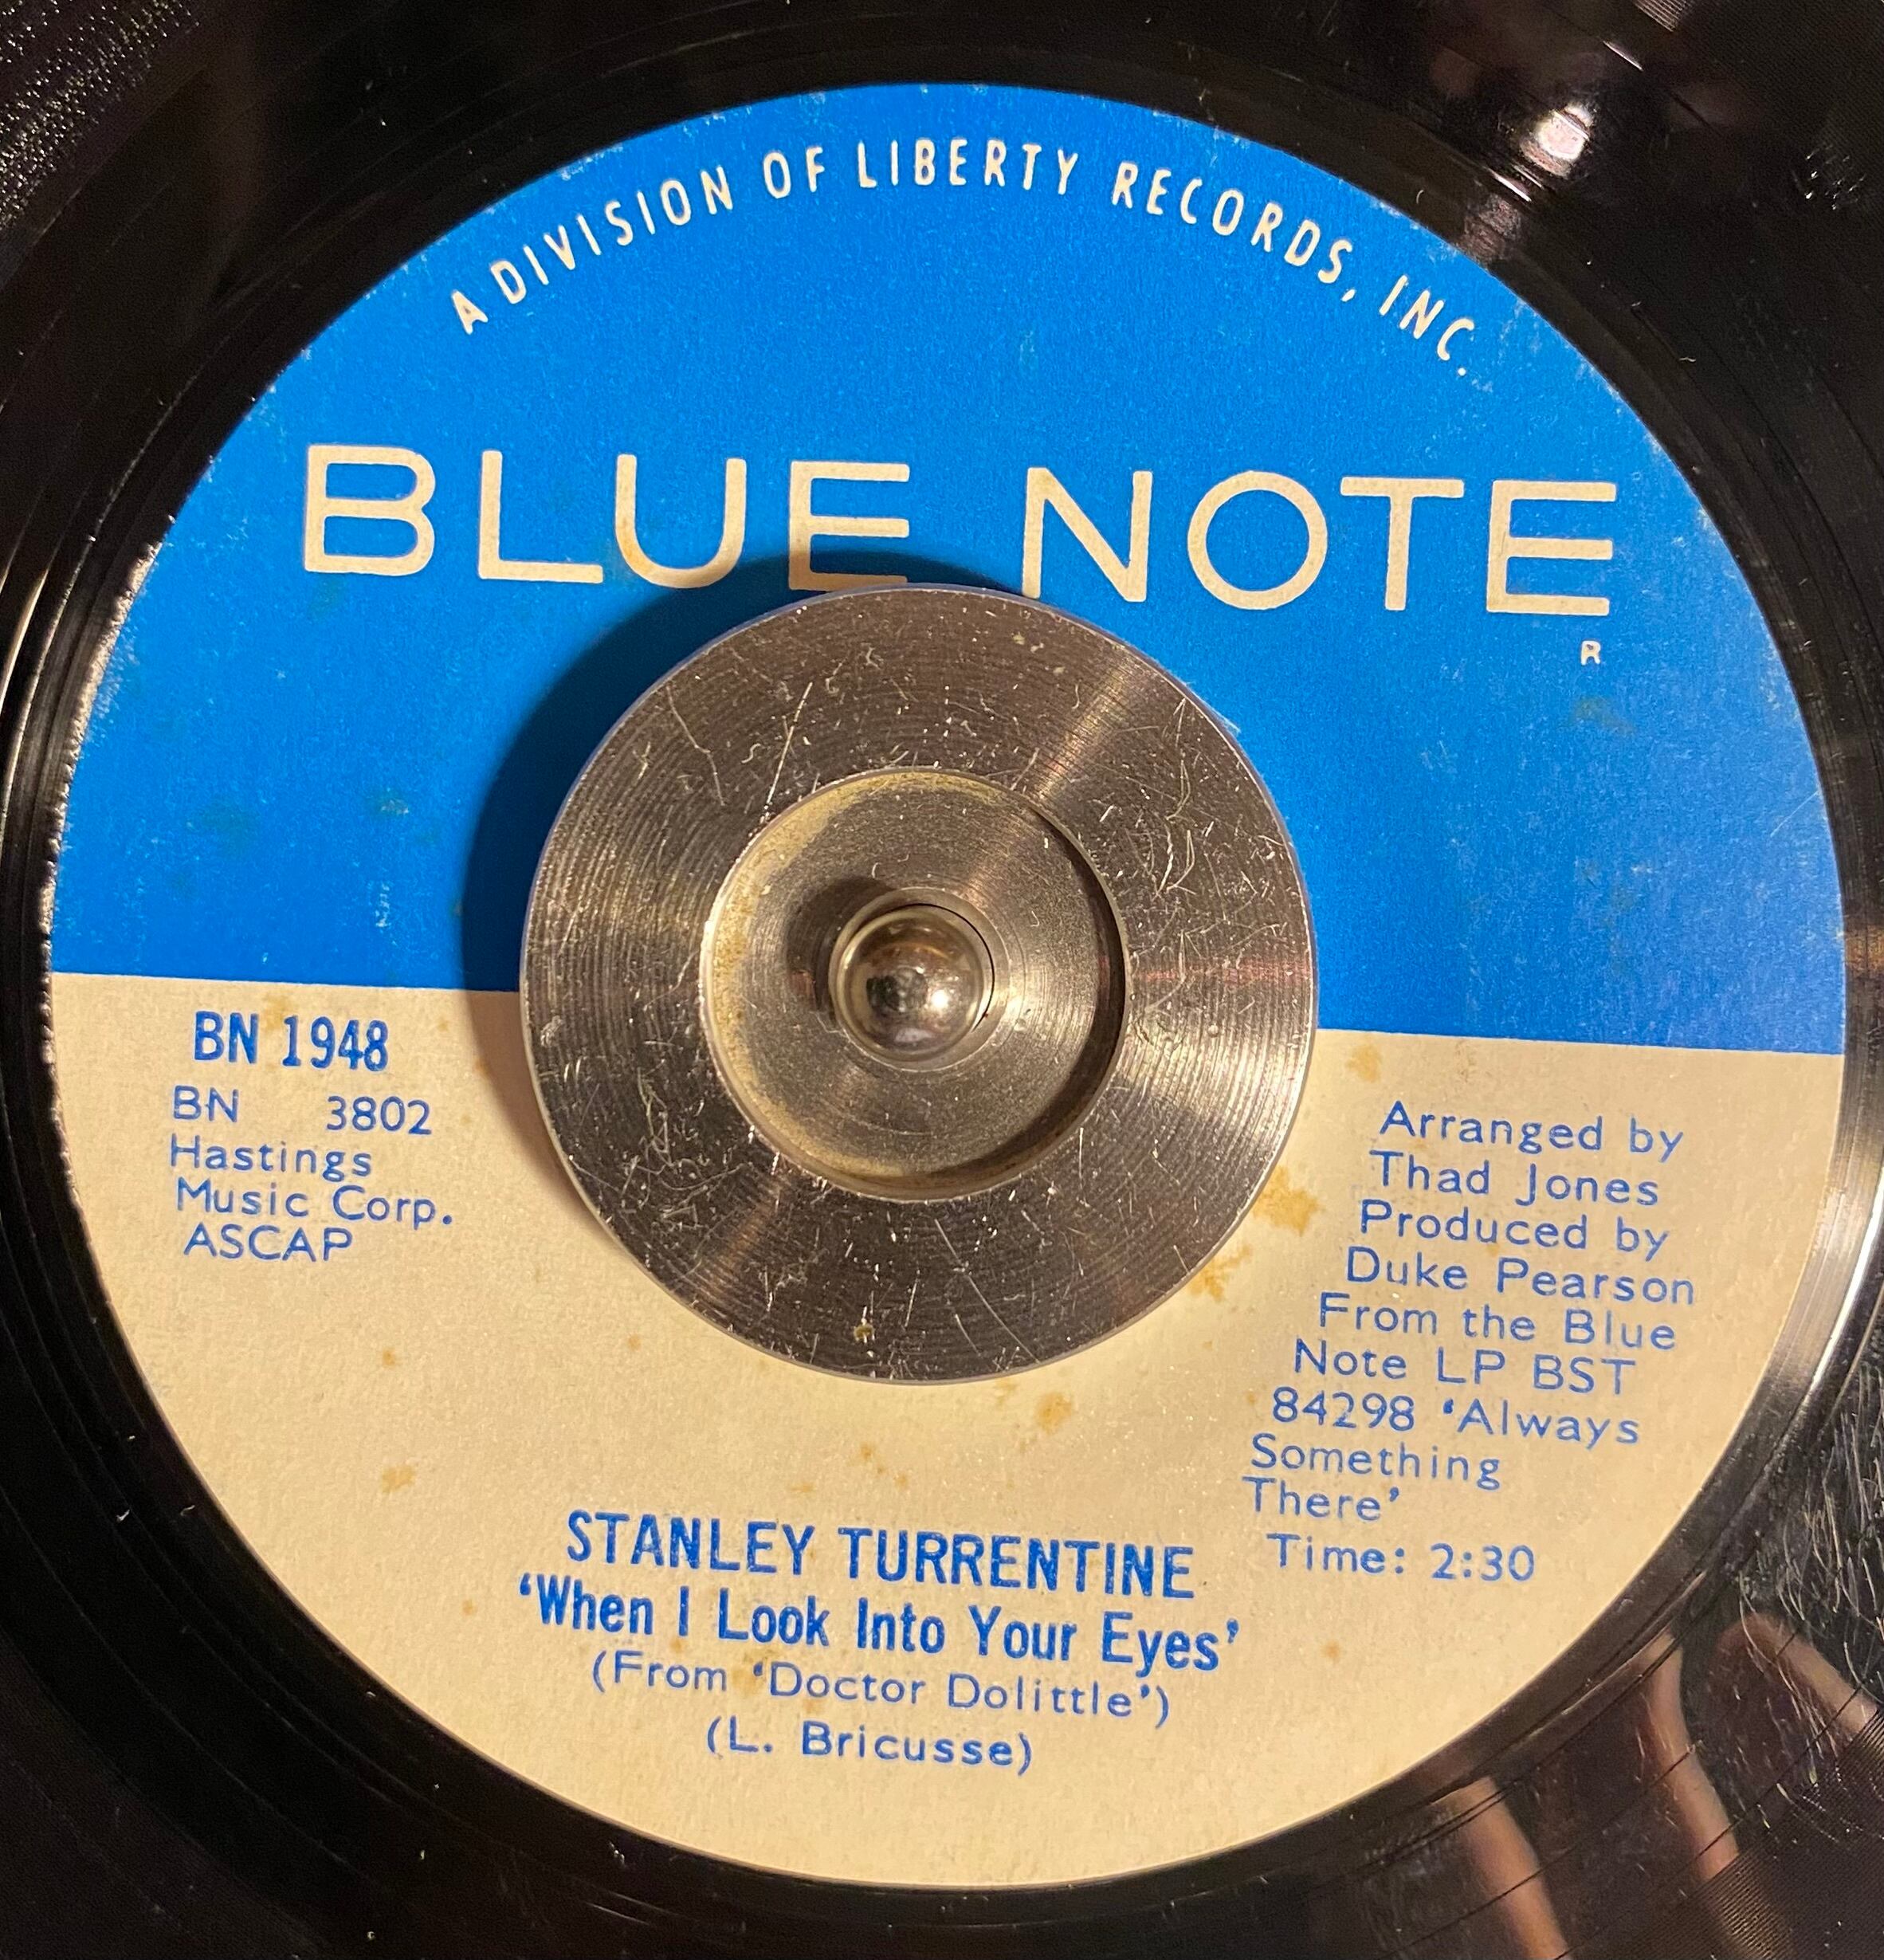 A DIVISION OF LIBERTY RECORDS, INC.
BLUE NOTE
R
BN 1948
BN 3802
Hastings
Music Corp.
ASCAP
Arranged by
Thad Jones
Produced by
Duke Pearson
From the Blue
Note LP BST
84298 ‘Always
Something
There’
Time: 2:30
STANLEY TURRENTINE
‘When I Look Into Your Eyes’
(From ‘Doctor Dolittle’)
(L. Bricusse)